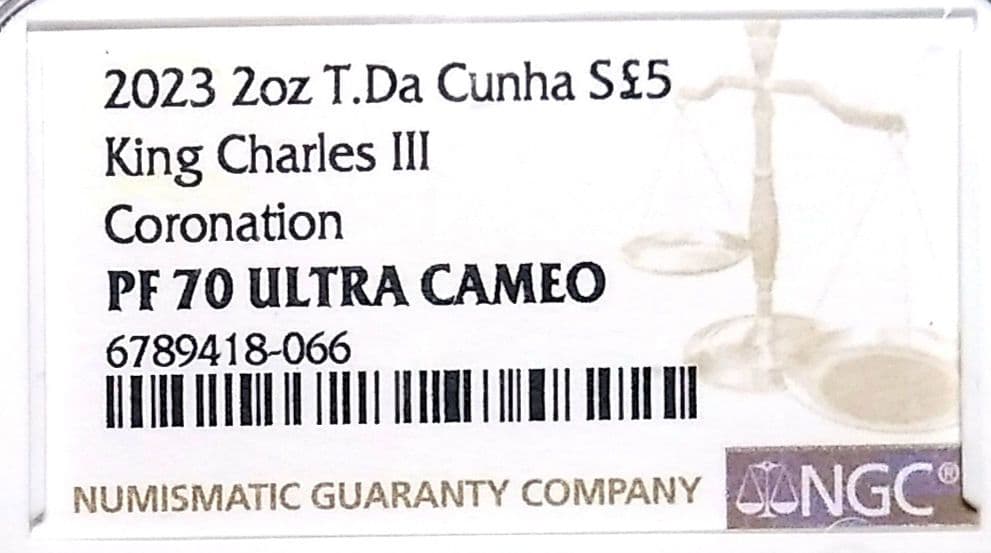 2023 2oz T.Da Cunha S£5
King Charles III
Coronation
PF 70 ULTRA CAMEO
6789418-066
NUMISMATIC GUARANTY COMPANY
NGC®